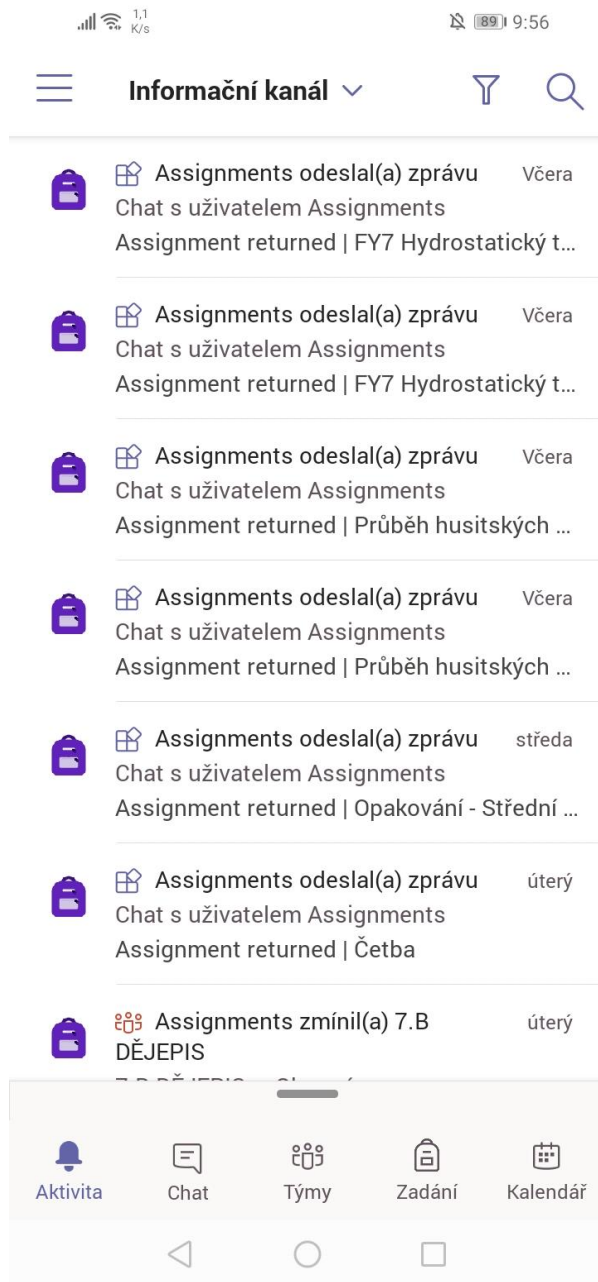 1,1
K/s
89 9:56
Informační kanál
Assignments odeslal(a) zprávu Včera
Chat s uživatelem Assignments
Assignment returned | FY7 Hydrostatický t...
Assignments odeslal(a) zprávu Včera
Chat s uživatelem Assignments
Assignment returned | FY7 Hydrostatický t...
Assignments odeslal(a) zprávu Včera
Chat s uživatelem Assignments
Assignment returned | Průběh husitských ...
Assignments odeslal(a) zprávu Včera
Chat s uživatelem Assignments
Assignment returned | Průběh husitských ...
Assignments odeslal(a) zprávu středa
Chat s uživatelem Assignments
Assignment returned | Opakování - Střední ...
Assignments odeslal(a) zprávu úterý
Chat s uživatelem Assignments
Assignment returned | Četba
Assignments zmínil(a) 7.B úterý
DĚJEPIS
Aktivita Chat Týmy Zadání Kalendář